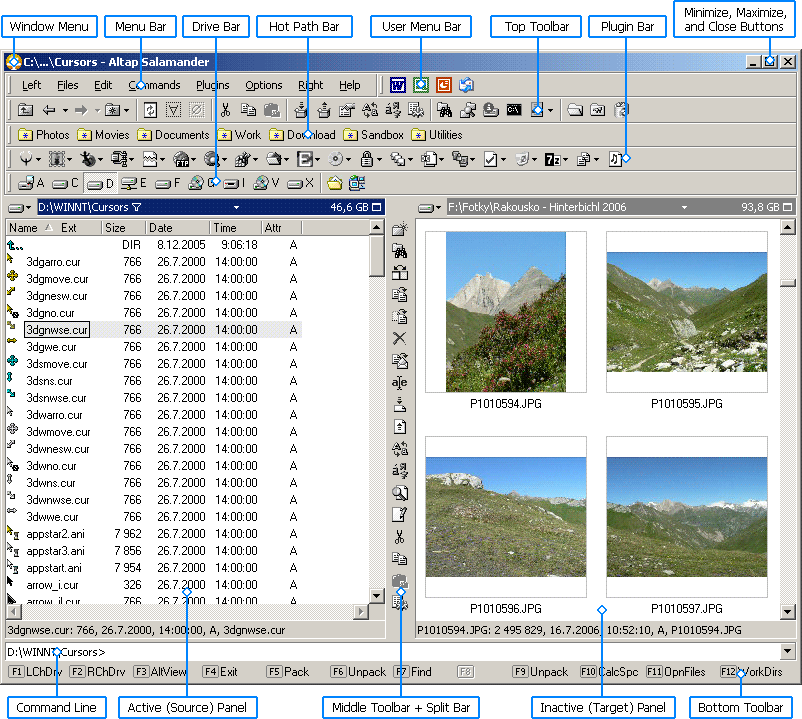 Window Menu Menu Bar Drive Bar Hot Path Bar User Menu Bar Top Toolbar Plugin Bar Minimize, Maximize,
and Close Buttons
C:\...\Cursors - Altap Salamander
Left Files Edit Commands Plugins Options Right Help
Photos Movies Documents Work Download Sandbox Utilities
A C D E F G I V X
D:\WINNT\Cursors 46,6 GB F:\Fotky\Rakousko - Hinterbichl 2006 93,8 GB
Name Ext Size Date Time Attr
.. DIR 8.12.2005 9:06:18 A
3dgarro.cur 766 26.7.2000 14:00:00 A
3dgmove.cur 766 26.7.2000 14:00:00 A
3dgnesw.cur 766 26.7.2000 14:00:00 A
3dgno.cur 766 26.7.2000 14:00:00 A
3dgnwse.cur 766 26.7.2000 14:00:00 A
3dgwe.cur 766 26.7.2000 14:00:00 A
3dsmove.cur 766 26.7.2000 14:00:00 A
3dsns.cur 766 26.7.2000 14:00:00 A
3dsnwse.cur 766 26.7.2000 14:00:00 A
3dwarro.cur 766 26.7.2000 14:00:00 A
3dwmove.cur 766 26.7.2000 14:00:00 A
3dwnesw.cur 766 26.7.2000 14:00:00 A
3dwno.cur 766 26.7.2000 14:00:00 A
3dwns.cur 766 26.7.2000 14:00:00 A
3dwnwse.cur 766 26.7.2000 14:00:00 A
3dwwe.cur 766 26.7.2000 14:00:00 A
appstar2.ani 7 962 26.7.2000 14:00:00 A
appstar3.ani 7 856 26.7.2000 14:00:00 A
appstart.ani 7 954 26.7.2000 14:00:00 A
arrow_i.cur 326 26.7.2000 14:00:00 A
arrow_il.cur 766 26.7.2000 14:00:00 A
P1010594.JPG P1010595.JPG
P1010596.JPG P1010597.JPG
3dgnwse.cur: 766, 26.7.2000, 14:00:00, A, 3dgnwse.cur
P1010594.JPG: 2 495 829, 16.7.2006, 10:52:10, A, P1010594.JPG
D:\WINNT\Cursors>
F1 LChDrv F2 RChDrv F3 AltView F4 Exit F5 Pack F6 Unpack F7 Find F8 F9 Unpack F10 CalcSpc F11 OpnFiles F12 WorkDirs
Command Line Active (Source) Panel Middle Toolbar + Split Bar Inactive (Target) Panel Bottom Toolbar